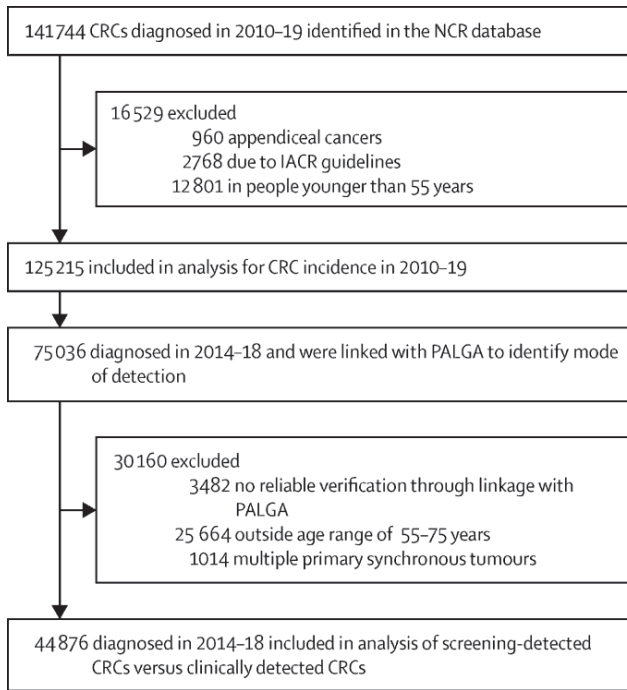 141744 CRCs diagnosed in 2010–19 identified in the NCR database
16529 excluded
960 appendiceal cancers
2768 due to IACR guidelines
12801 in people younger than 55 years
125215 included in analysis for CRC incidence in 2010–19
75036 diagnosed in 2014–18 and were linked with PALGA to identify mode
of detection
30160 excluded
3482 no reliable verification through linkage with
PALGA
25 664 outside age range of 55–75 years
1014 multiple primary synchronous tumours
44876 diagnosed in 2014–18 included in analysis of screening-detected
CRCs versus clinically detected CRCs